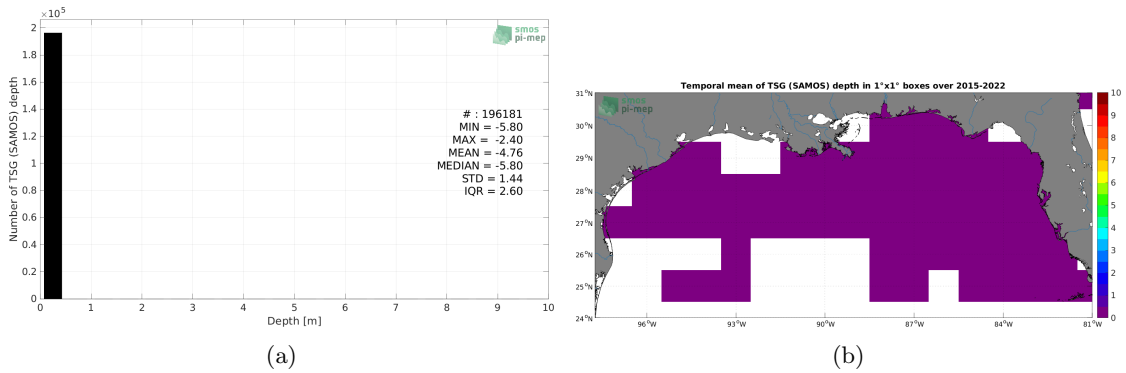 ×10⁵
2
1.8
1.6
1.4
1.2
1
0.8
0.6
0.4
0.2
0
Number of TSG (SAMOS) depth
smos
pi-mep
# : 196181
MIN = -5.80
MAX = -2.40
MEAN = -4.76
MEDIAN = -5.80
STD = 1.44
IQR = 2.60
0 1 2 3 4 5 6 7 8 9 10
Depth [m]
(a)
Temporal mean of TSG (SAMOS) depth in 1°x1° boxes over 2015-2022
smos
pi-mep
31°N
30°N
29°N
28°N
27°N
26°N
25°N
24°N
96°W 93°W 90°W 87°W 84°W 81°W
10
9
8
7
6
5
4
3
2
1
0
(b)